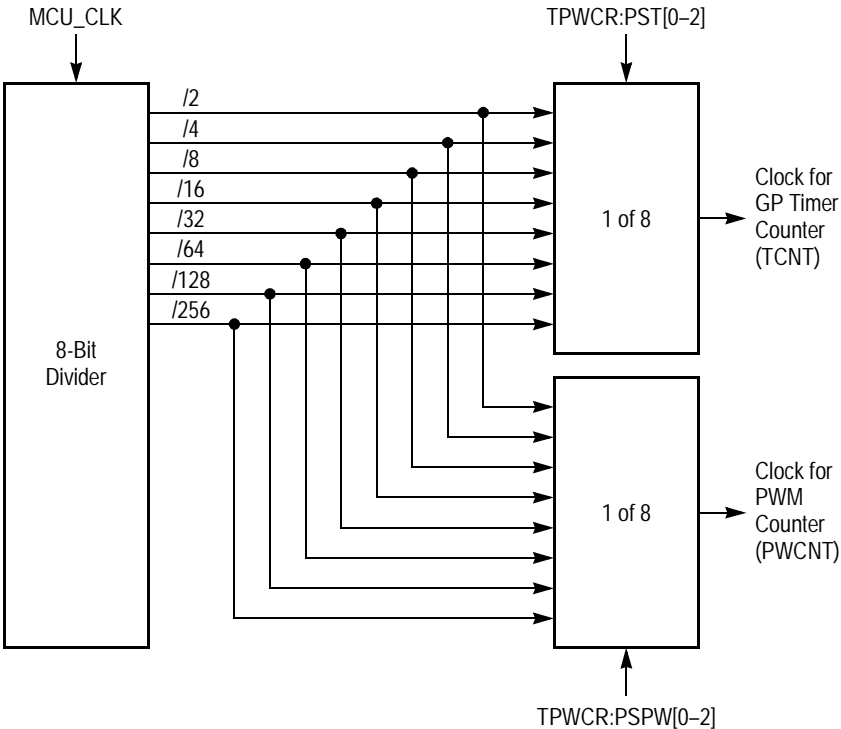 MCU_CLK
TPWCR:PST[0–2]
/2
/4
/8
/16
/32
/64
/128
/256
8-Bit
Divider
1 of 8
Clock for
GP Timer
Counter
(TCNT)
1 of 8
Clock for
PWM
Counter
(PWCNT)
TPWCR:PSPW[0–2]